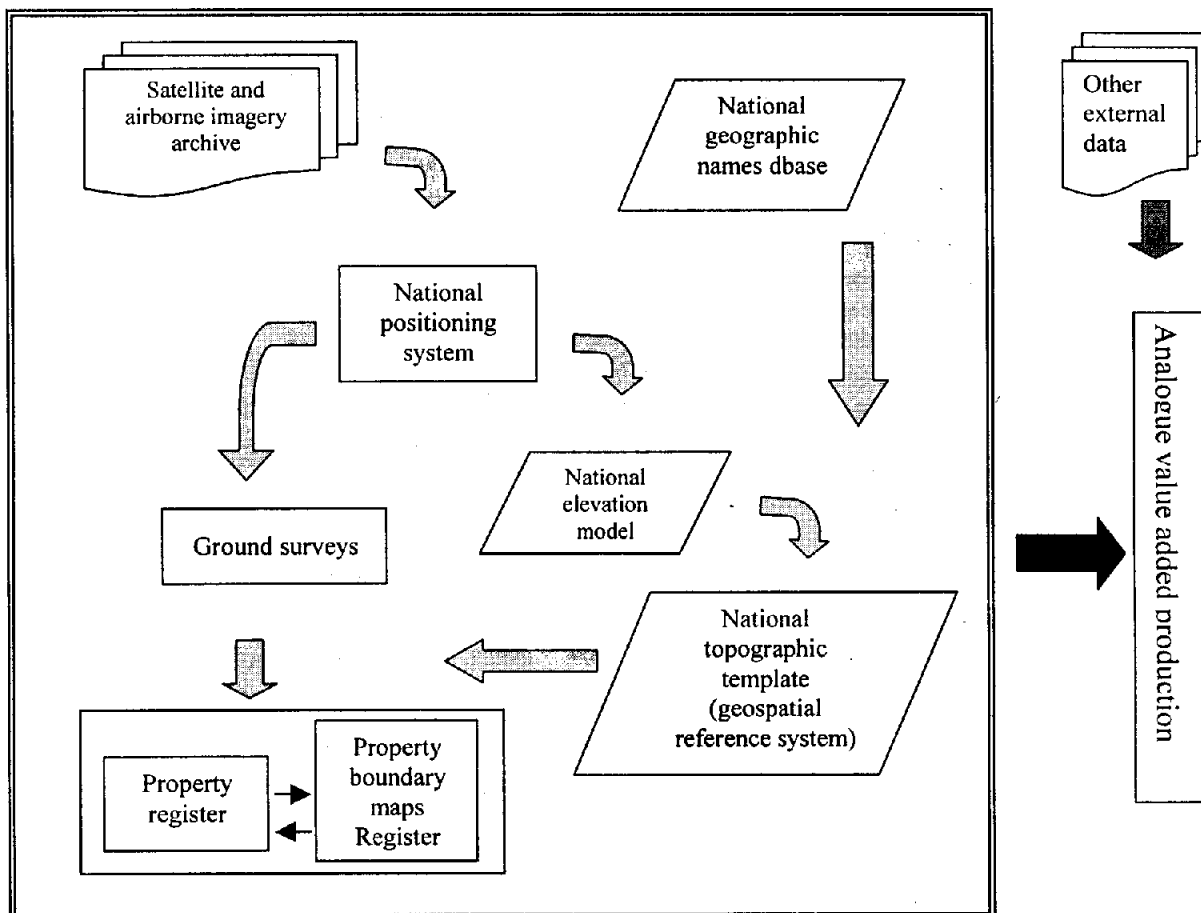 Satellite and
airborne imagery
archive
National
geographic
names dbase
Other
external
data
National
positioning
system
National
elevation
model
Ground surveys
National
topographic
template
(geospatial
reference system)
Property
register
Property
boundary
maps
Register
Analogue value added production